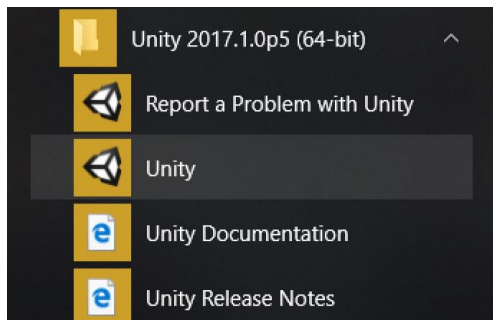 Unity 2017.1.0p5 (64-bit)
Report a Problem with Unity
Unity
Unity Documentation
Unity Release Notes